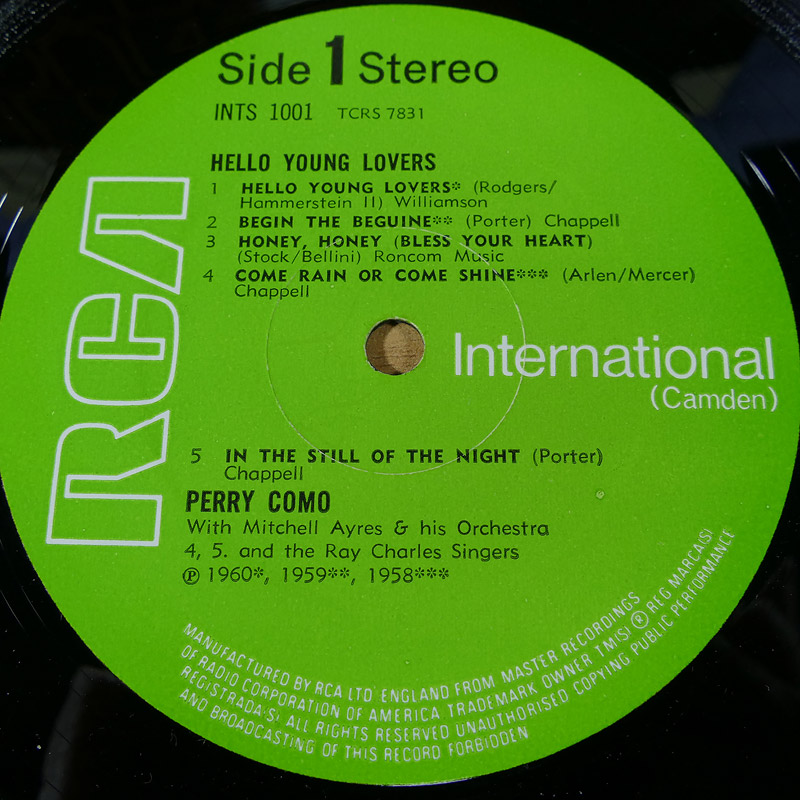 Side 1 Stereo
INTS 1001 TCRS 7831
HELLO YOUNG LOVERS
1 HELLO YOUNG LOVERS* (Rodgers/
Hammerstein II) Williamson
2 BEGIN THE BEGUINE** (Porter) Chappell
3 HONEY, HONEY (BLESS YOUR HEART)
(Stock/Bellini) Roncom Music
4 COME RAIN OR COME SHINE*** (Arlen/Mercer)
Chappell
RCA
International
(Camden)
5 IN THE STILL OF THE NIGHT (Porter)
Chappell
PERRY COMO
With Mitchell Ayres & his Orchestra
4, 5. and the Ray Charles Singers
℗ 1960*, 1959**, 1958***
MANUFACTURED BY RCA LTD ENGLAND FROM MASTER RECORDINGS
OF RADIO CORPORATION OF AMERICA TRADEMARK OWNER TM(S) ® REG MARCA(S)
REGISTRADA(S) ALL RIGHTS RESERVED UNAUTHORISED COPYING PUBLIC PERFORMANCE
AND BROADCASTING OF THIS RECORD FORBIDDEN